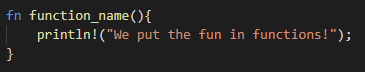 fn function_name(){
    println!("We put the fun in functions!");
}